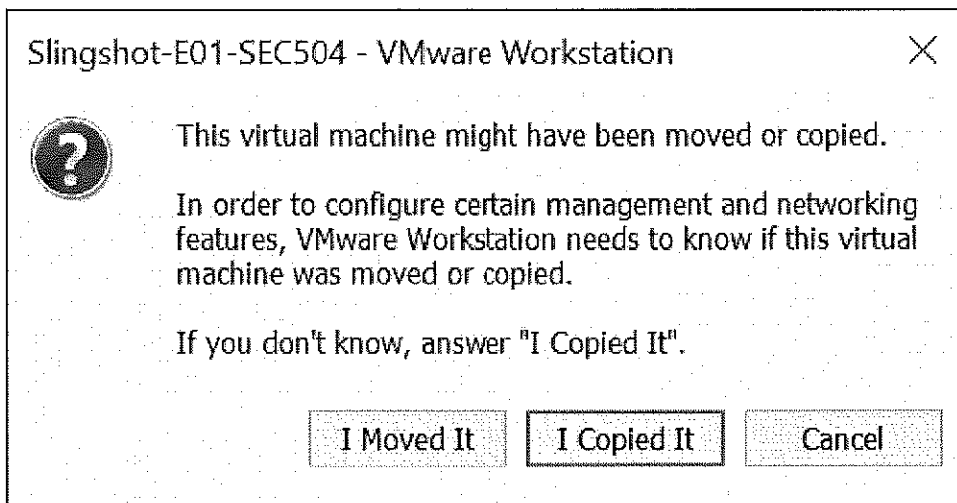 Slingshot-E01-SEC504 - VMware Workstation
This virtual machine might have been moved or copied.
In order to configure certain management and networking
features, VMware Workstation needs to know if this virtual
machine was moved or copied.
If you don't know, answer "I Copied It".
I Moved It
I Copied It
Cancel